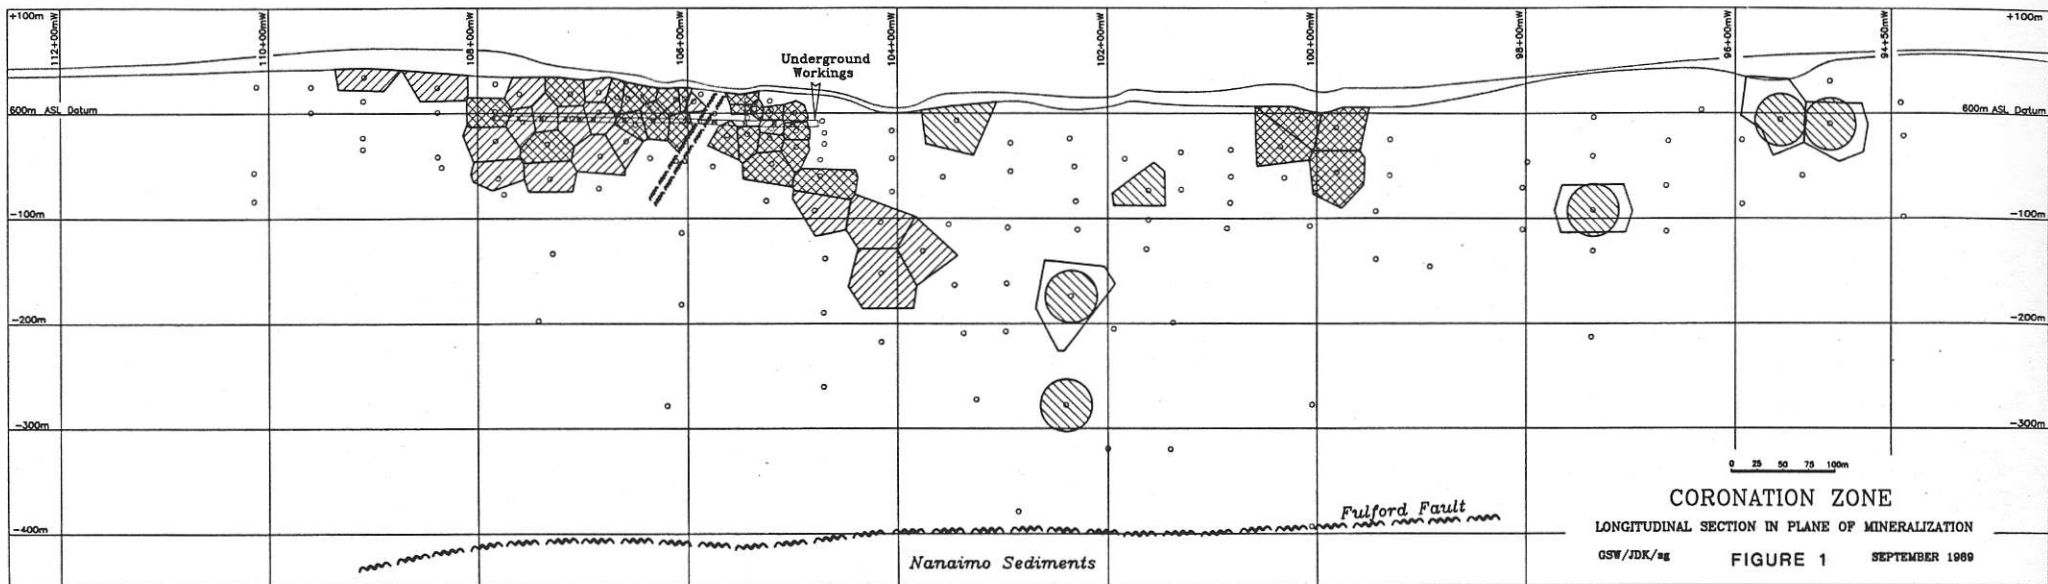 +100m
112+00mW
110+00mW
108+00mW
106+00mW
104+00mW
102+00mW
100+00mW
98+00mW
96+00mW
94+50mW
+100m
Underground
Workings
600m ASL Datum
600m ASL Datum
-100m
-100m
-200m
-200m
-300m
-300m
0 25 50 75 100m
CORONATION ZONE
LONGITUDINAL SECTION IN PLANE OF MINERALIZATION
GSW/JDK/sg FIGURE 1 SEPTEMBER 1989
-400m
Fulford Fault
Nanaimo Sediments